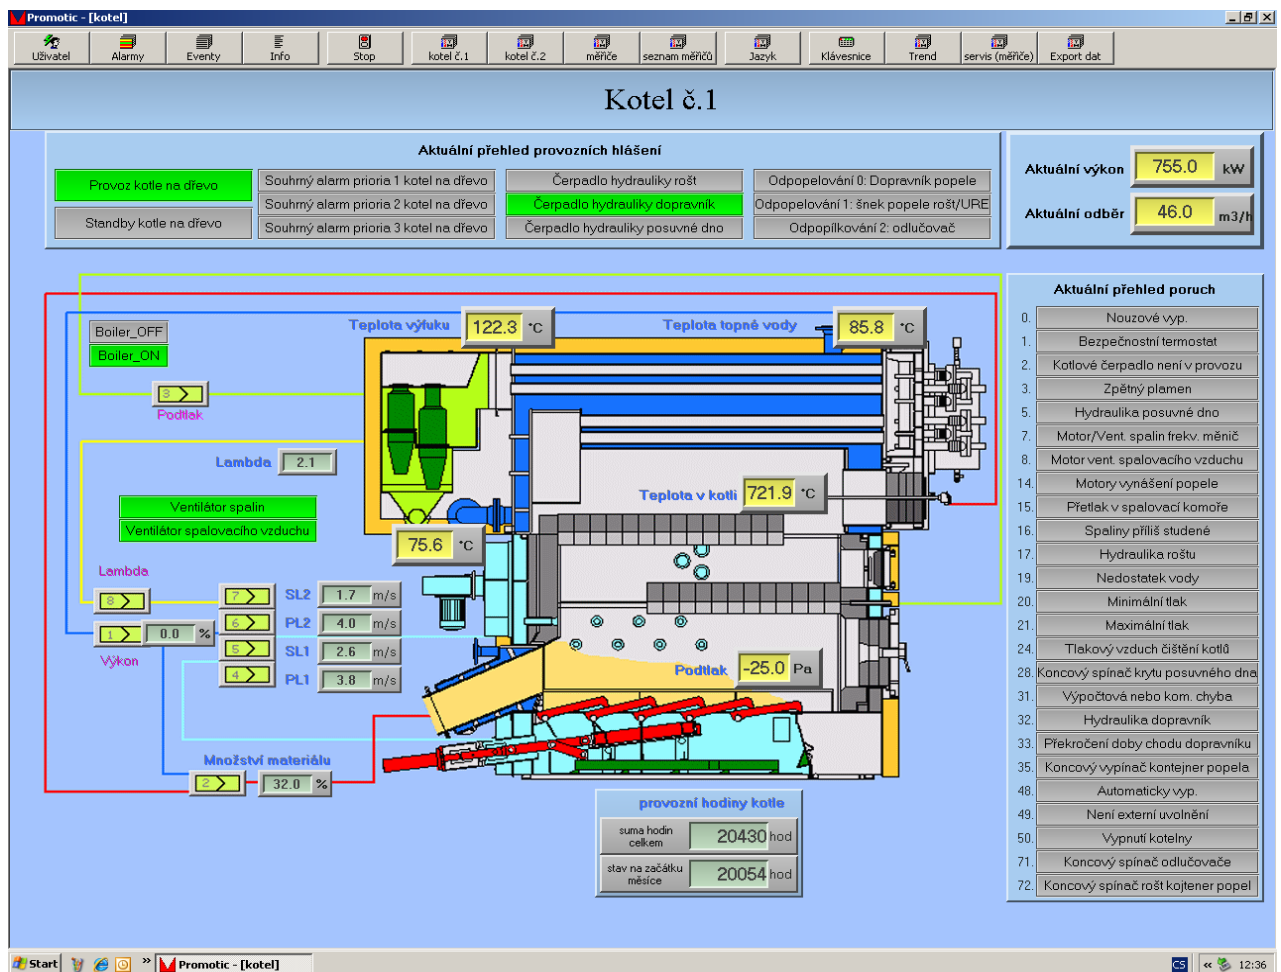 Promotic - [kotel]
Uživatel
Alarmy
Eventy
Info
Stop
kotel č.1
kotel č.2
měřiče
seznam měřičů
Jazyk
Klávesnice
Trend
servis (měřiče)
Export dat
Kotel č.1
Aktuální přehled provozních hlášení
Provoz kotle na dřevo
Standby kotle na dřevo
Souhrný alarm prioria 1 kotel na dřevo
Souhrný alarm prioria 2 kotel na dřevo
Souhrný alarm prioria 3 kotel na dřevo
Čerpadlo hydrauliky rošt
Čerpadlo hydrauliky dopravník
Čerpadlo hydrauliky posuvné dno
Odpopelování 0: Dopravník popele
Odpopelování 1: šnek popele rošt/URE
Odpopílkování 2: odlučovač
Aktuální výkon 755.0 kW
Aktuální odběr 46.0 m3/h
Boiler_OFF
Boiler_ON
Teplota výfuku 122.3 °C
Teplota topné vody 85.8 °C
3
Podtlak
Lambda 2.1
Teplota v kotli 721.9 °C
Ventilátor spalin
Ventilátor spalovacího vzduchu
75.6 °C
Lambda
8
1 0.0 %
Výkon
7 SL2 1.7 m/s
6 PL2 4.0 m/s
5 SL1 2.6 m/s
4 PL1 3.8 m/s
Podtlak -25.0 Pa
Množství materiálu
2 32.0 %
provozní hodiny kotle
suma hodin
celkem
20430 hod
stav na začátku
měsíce
20054 hod
Aktuální přehled poruch
0. Nouzové vyp.
1. Bezpečnostní termostat
2. Kotlové čerpadlo není v provozu
3. Zpětný plamen
5. Hydraulika posuvné dno
7. Motor/Vent. spalin frekv. měnič
8. Motor vent. spalovacího vzduchu
14. Motory vynášení popele
15. Přetlak v spalovací komoře
16. Spaliny příliš studené
17. Hydraulika roštu
19. Nedostatek vody
20. Minimální tlak
21. Maximální tlak
24. Tlakový vzduch čištění kotlů
28. Koncový spínač krytu posuvného dna
31. Výpočtová nebo kom. chyba
32. Hydraulika dopravník
33. Překročení doby chodu dopravníku
35. Koncový vypínač kontejner popela
48. Automaticky vyp.
49. Není externí uvolnění
50. Vypnutí kotelny
71. Koncový spínač odlučovače
72. Koncový spínač rošt kojtener popel
Start
Promotic - [kotel]
CS
12:36